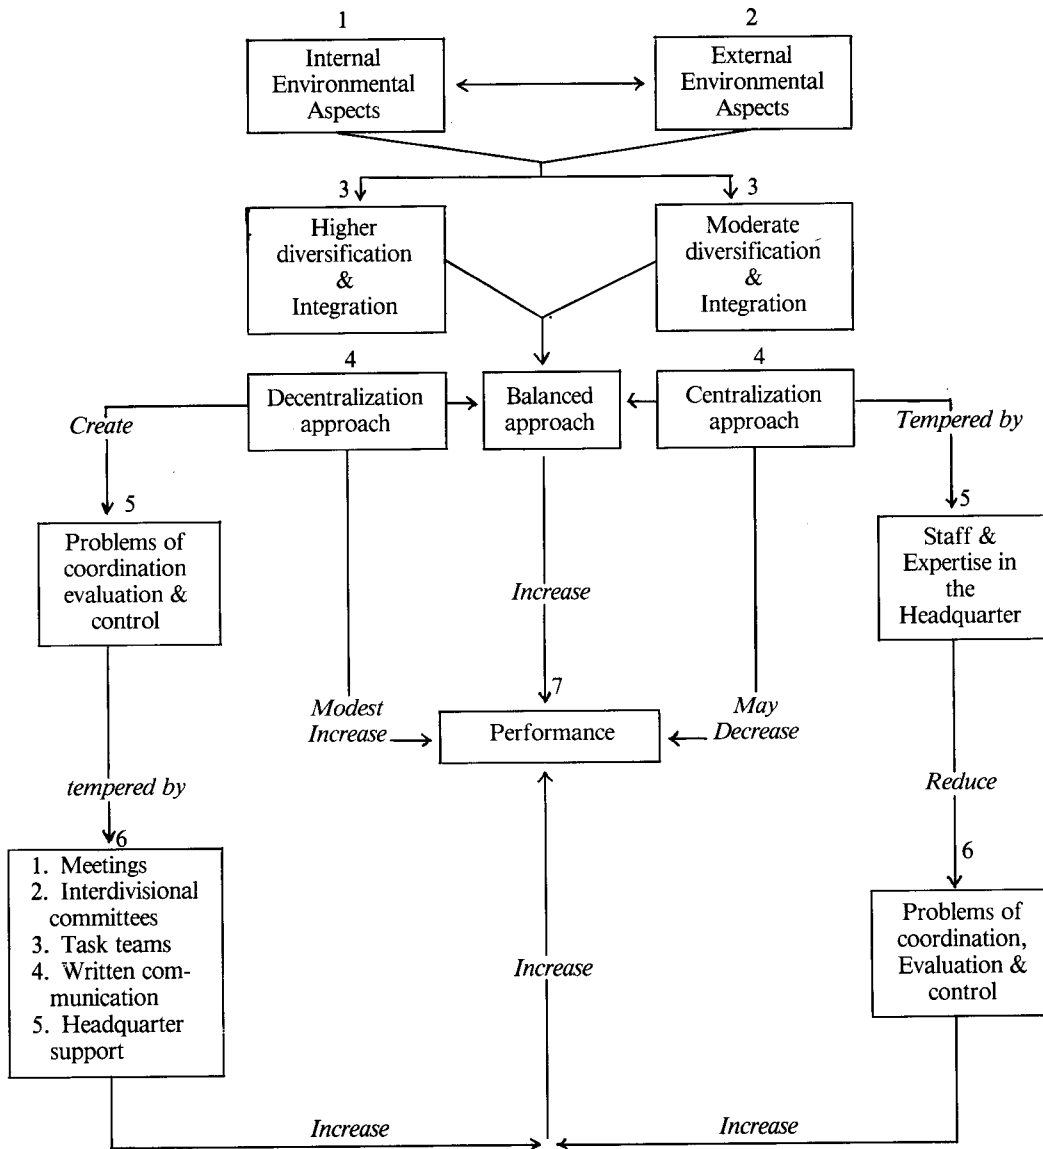 1
2
Internal
Environmental
Aspects
External
Environmental
Aspects
3
3
Higher
diversification
&
Integration
Moderate
diversification
&
Integration
4
4
Decentralization
approach
Balanced
approach
Centralization
approach
Create
Tempered by
5
5
Problems of
coordination
evaluation &
control
Increase
Staff &
Expertise in
the
Headquarter
7
Modest
Increase
Performance
May
Decrease
tempered by
Reduce
6
6
1. Meetings
2. Interdivisional
committees
3. Task teams
4. Written com-
munication
5. Headquarter
support
Increase
Problems of
coordination,
Evaluation &
control
Increase
Increase